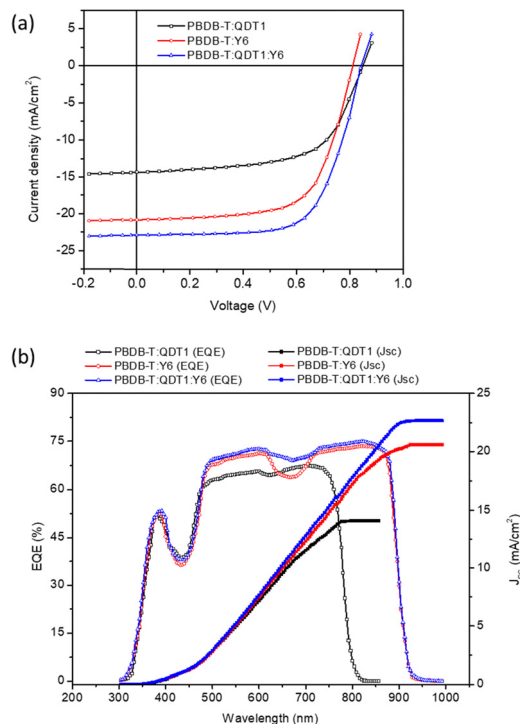 (a)
PBDB-T:QDT1
PBDB-T:Y6
PBDB-T:QDT1:Y6
5
0
-5
-10
-15
-20
-25
Current density (mA/cm²)
-0.2 0.0 0.2 0.4 0.6 0.8 1.0
Voltage (V)
(b)
PBDB-T:QDT1 (EQE) PBDB-T:QDT1 (Jsc)
PBDB-T:Y6 (EQE) PBDB-T:Y6 (Jsc)
PBDB-T:QDT1:Y6 (EQE) PBDB-T:QDT1:Y6 (Jsc)
90 25
75 20
60 15
45
30 10
15 5
0 0
EQE (%)
J_SC (mA/cm²)
200 300 400 500 600 700 800 900 1000
Wavelength (nm)